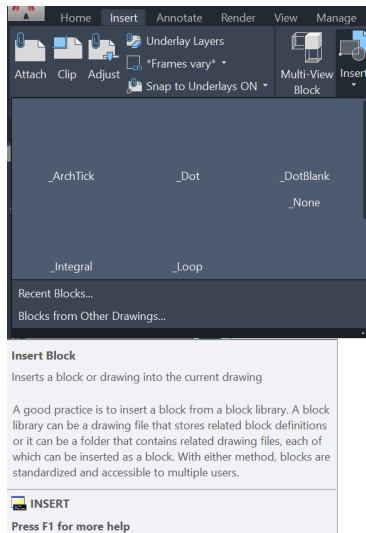 A
Home Insert Annotate Render View Manage
Underlay Layers
*Frames vary*
Snap to Underlays ON
Attach Clip Adjust
Multi-View Block
Insert
_ArchTick _Dot _DotBlank
_None
_Integral _Loop
Recent Blocks...
Blocks from Other Drawings...
Insert Block
Inserts a block or drawing into the current drawing
A good practice is to insert a block from a block library. A block
library can be a drawing file that stores related block definitions
or it can be a folder that contains related drawing files, each of
which can be inserted as a block. With either method, blocks are
standardized and accessible to multiple users.
INSERT
Press F1 for more help